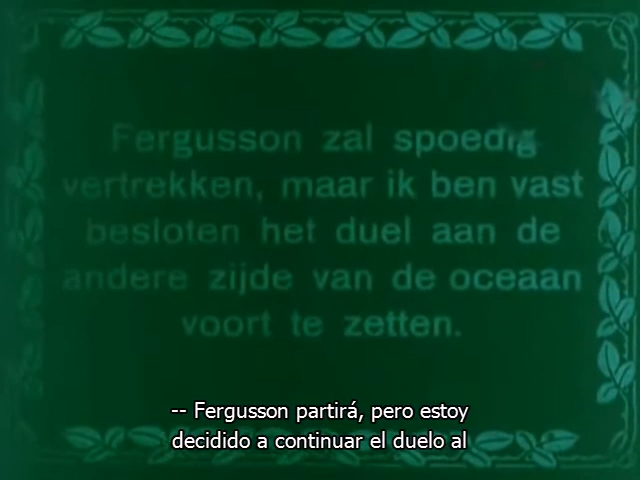 Fergusson zal spoedig
vertrekken, maar ik ben vast
besloten het duel aan de
andere zijde van de oceaan
voort te zetten.
-- Fergusson partirá, pero estoy
decidido a continuar el duelo al